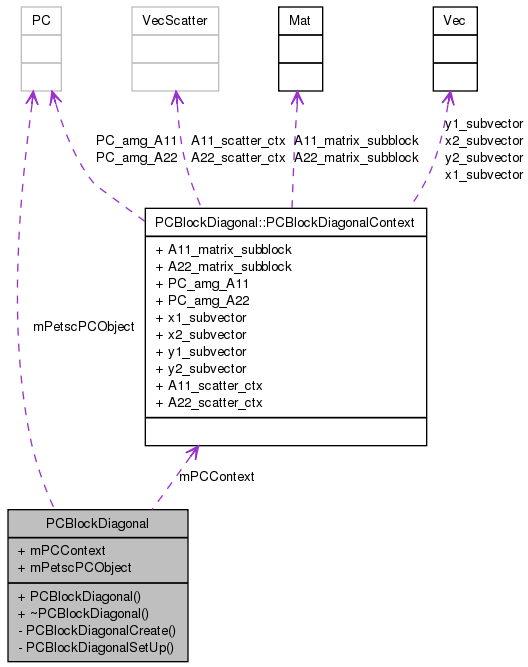 PC
VecScatter
Mat
Vec
PC_amg_A11
PC_amg_A22
A11_scatter_ctx
A22_scatter_ctx
A11_matrix_subblock
A22_matrix_subblock
y1_subvector
x2_subvector
y2_subvector
x1_subvector
PCBlockDiagonal::PCBlockDiagonalContext
+ A11_matrix_subblock
+ A22_matrix_subblock
+ PC_amg_A11
+ PC_amg_A22
+ x1_subvector
+ x2_subvector
+ y1_subvector
+ y2_subvector
+ A11_scatter_ctx
+ A22_scatter_ctx
mPetscPCObject
mPCContext
PCBlockDiagonal
+ mPCContext
+ mPetscPCObject
+ PCBlockDiagonal()
+ ~PCBlockDiagonal()
- PCBlockDiagonalCreate()
- PCBlockDiagonalSetUp()